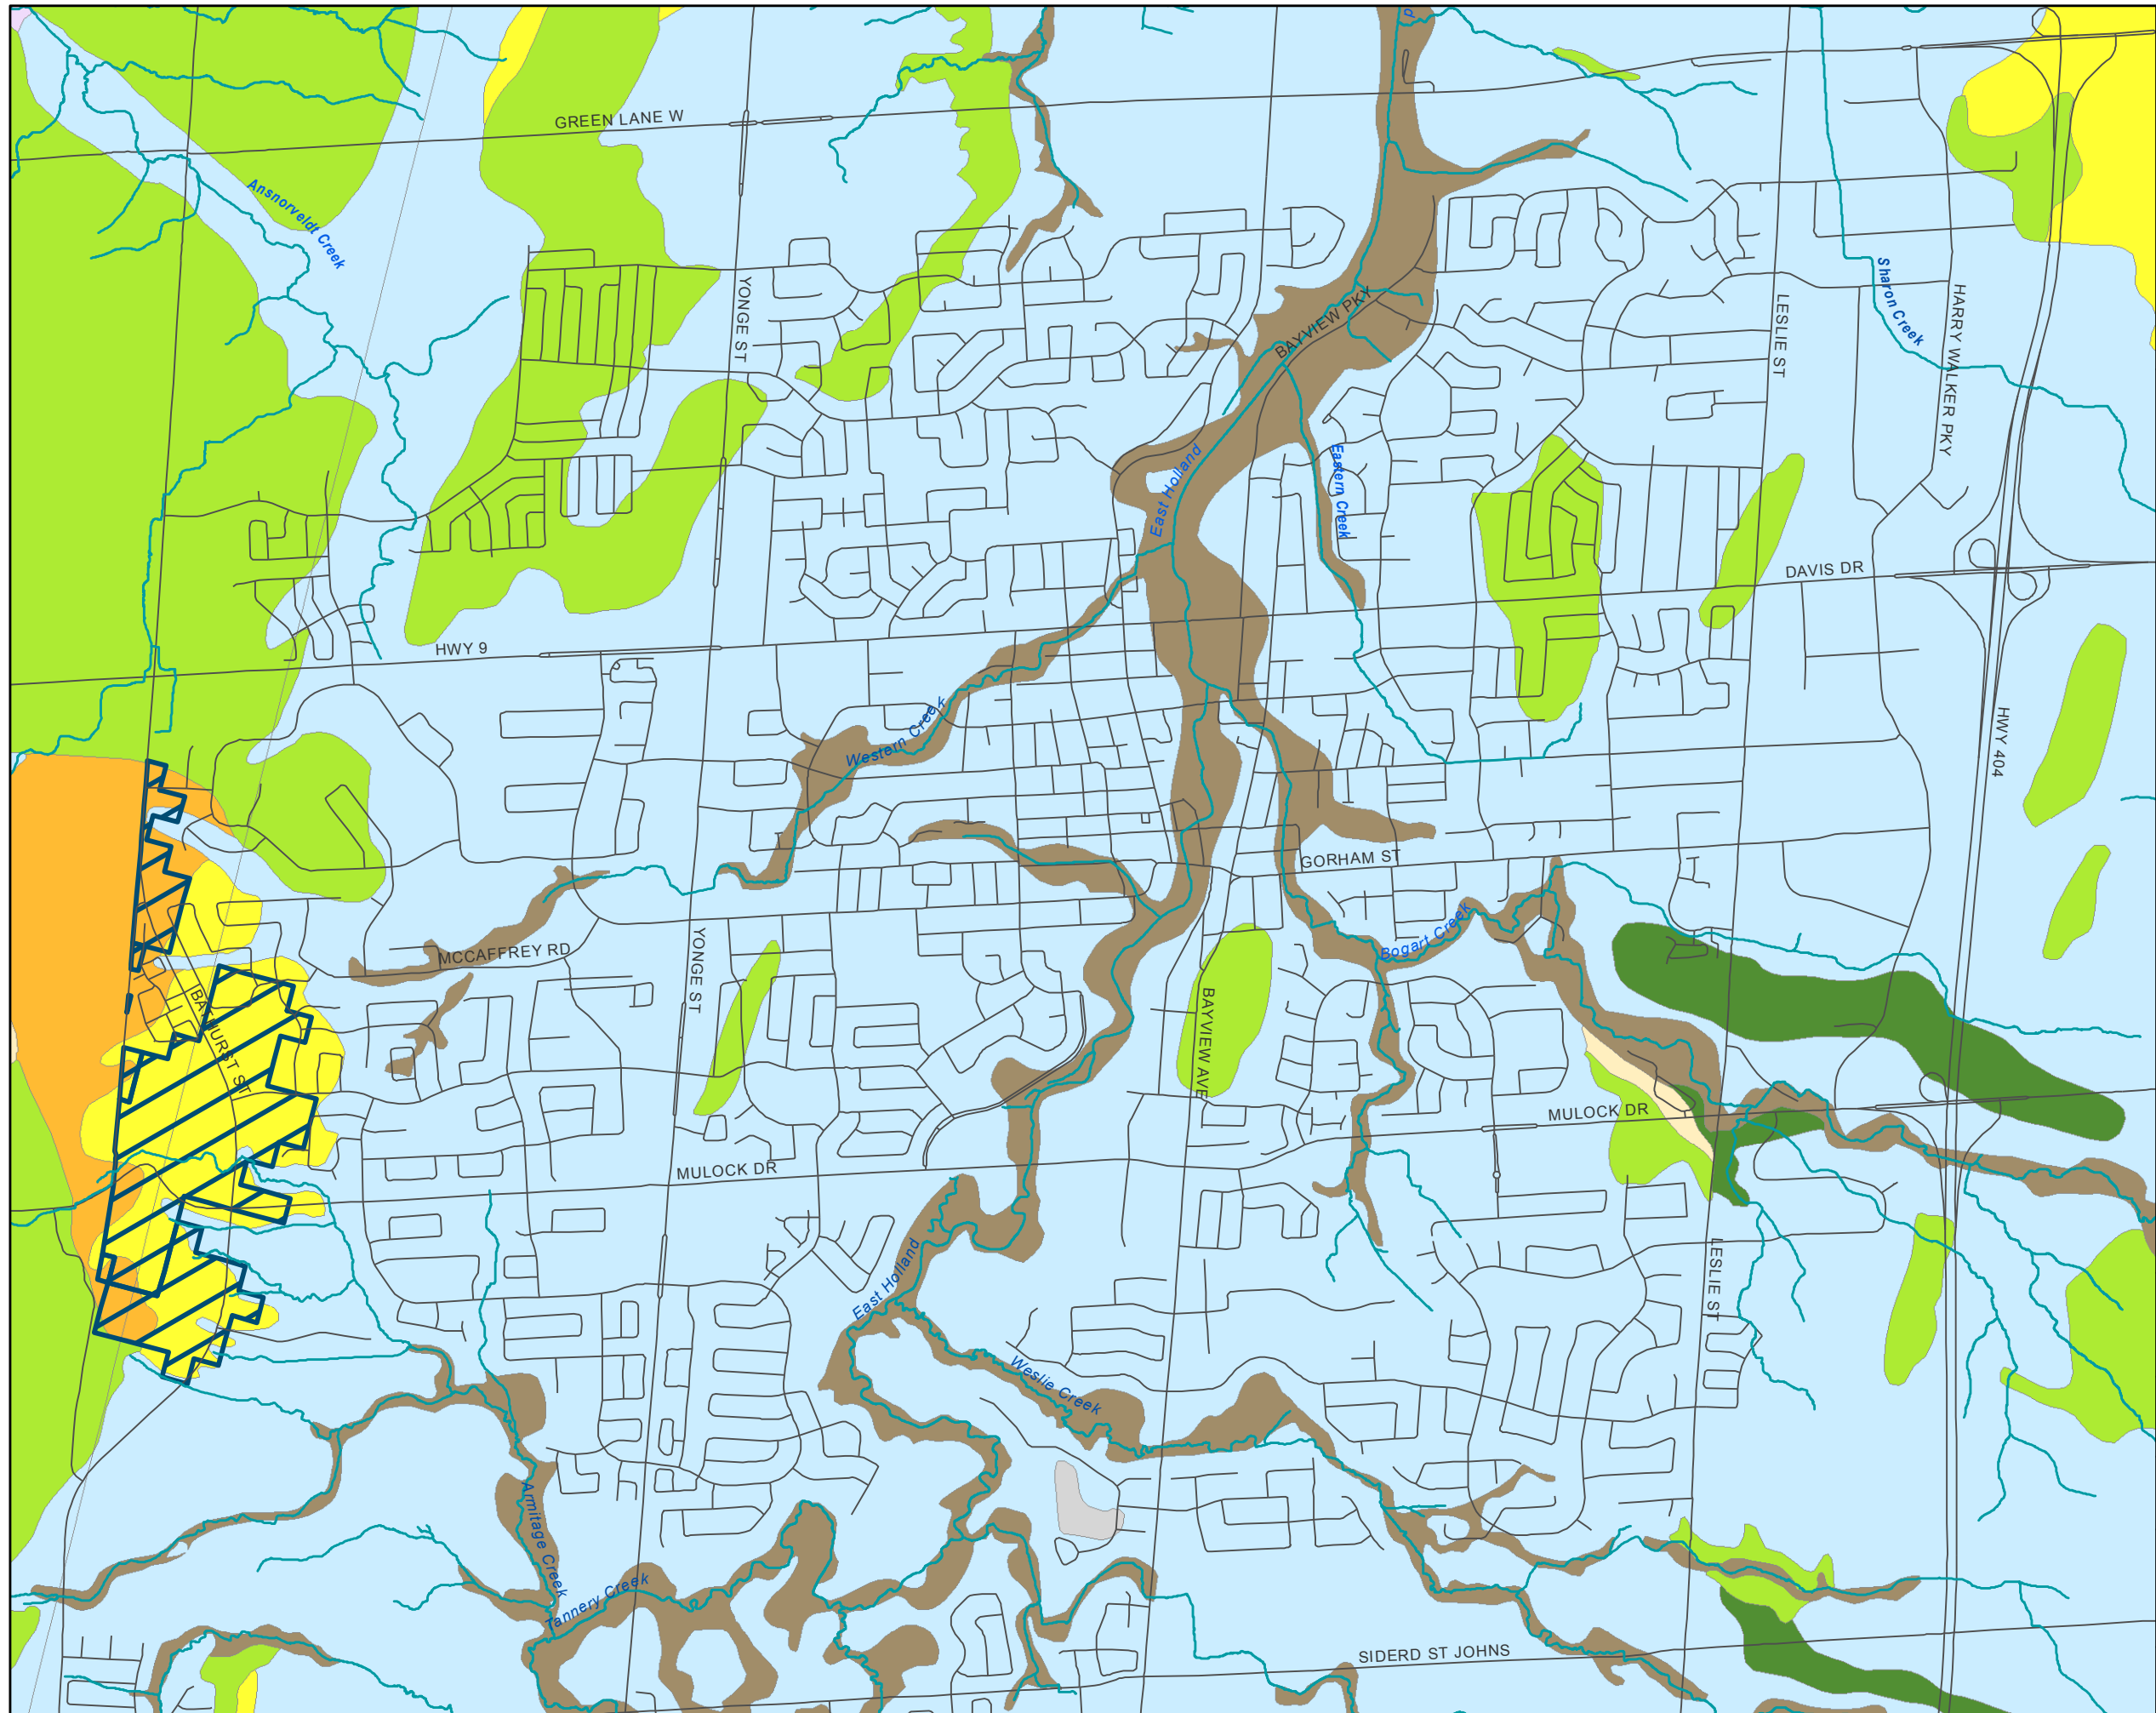 d
GREEN LANE W
Ansnorveldt Creek
YONGE ST
BAYVIEW PKY
LESLIE ST
Sharon Creek
HARRY WALKER PKY
East Holland
Eastern Creek
DAVIS DR
HWY 9
Western Creek
HWY 404
GORHAM ST
Bogart Creek
MCCAFFREY RD
YONGE ST
BAYVIEW AVE
BATHURST ST
MULOCK DR
MULOCK DR
East Holland
LESLIE ST
Weslie Creek
Armitage Creek
Tannery Creek
SIDERD ST JOHNS